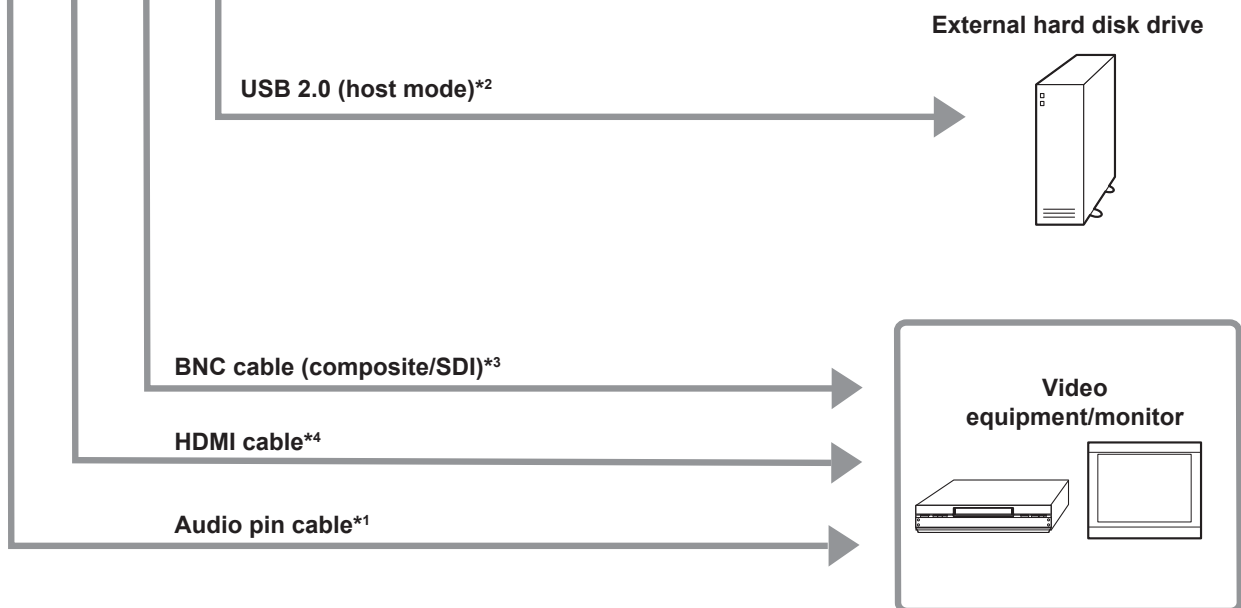 External hard disk drive
USB 2.0 (host mode)*2
BNC cable (composite/SDI)*3
Video
equipment/monitor
HDMI cable*4
Audio pin cable*1